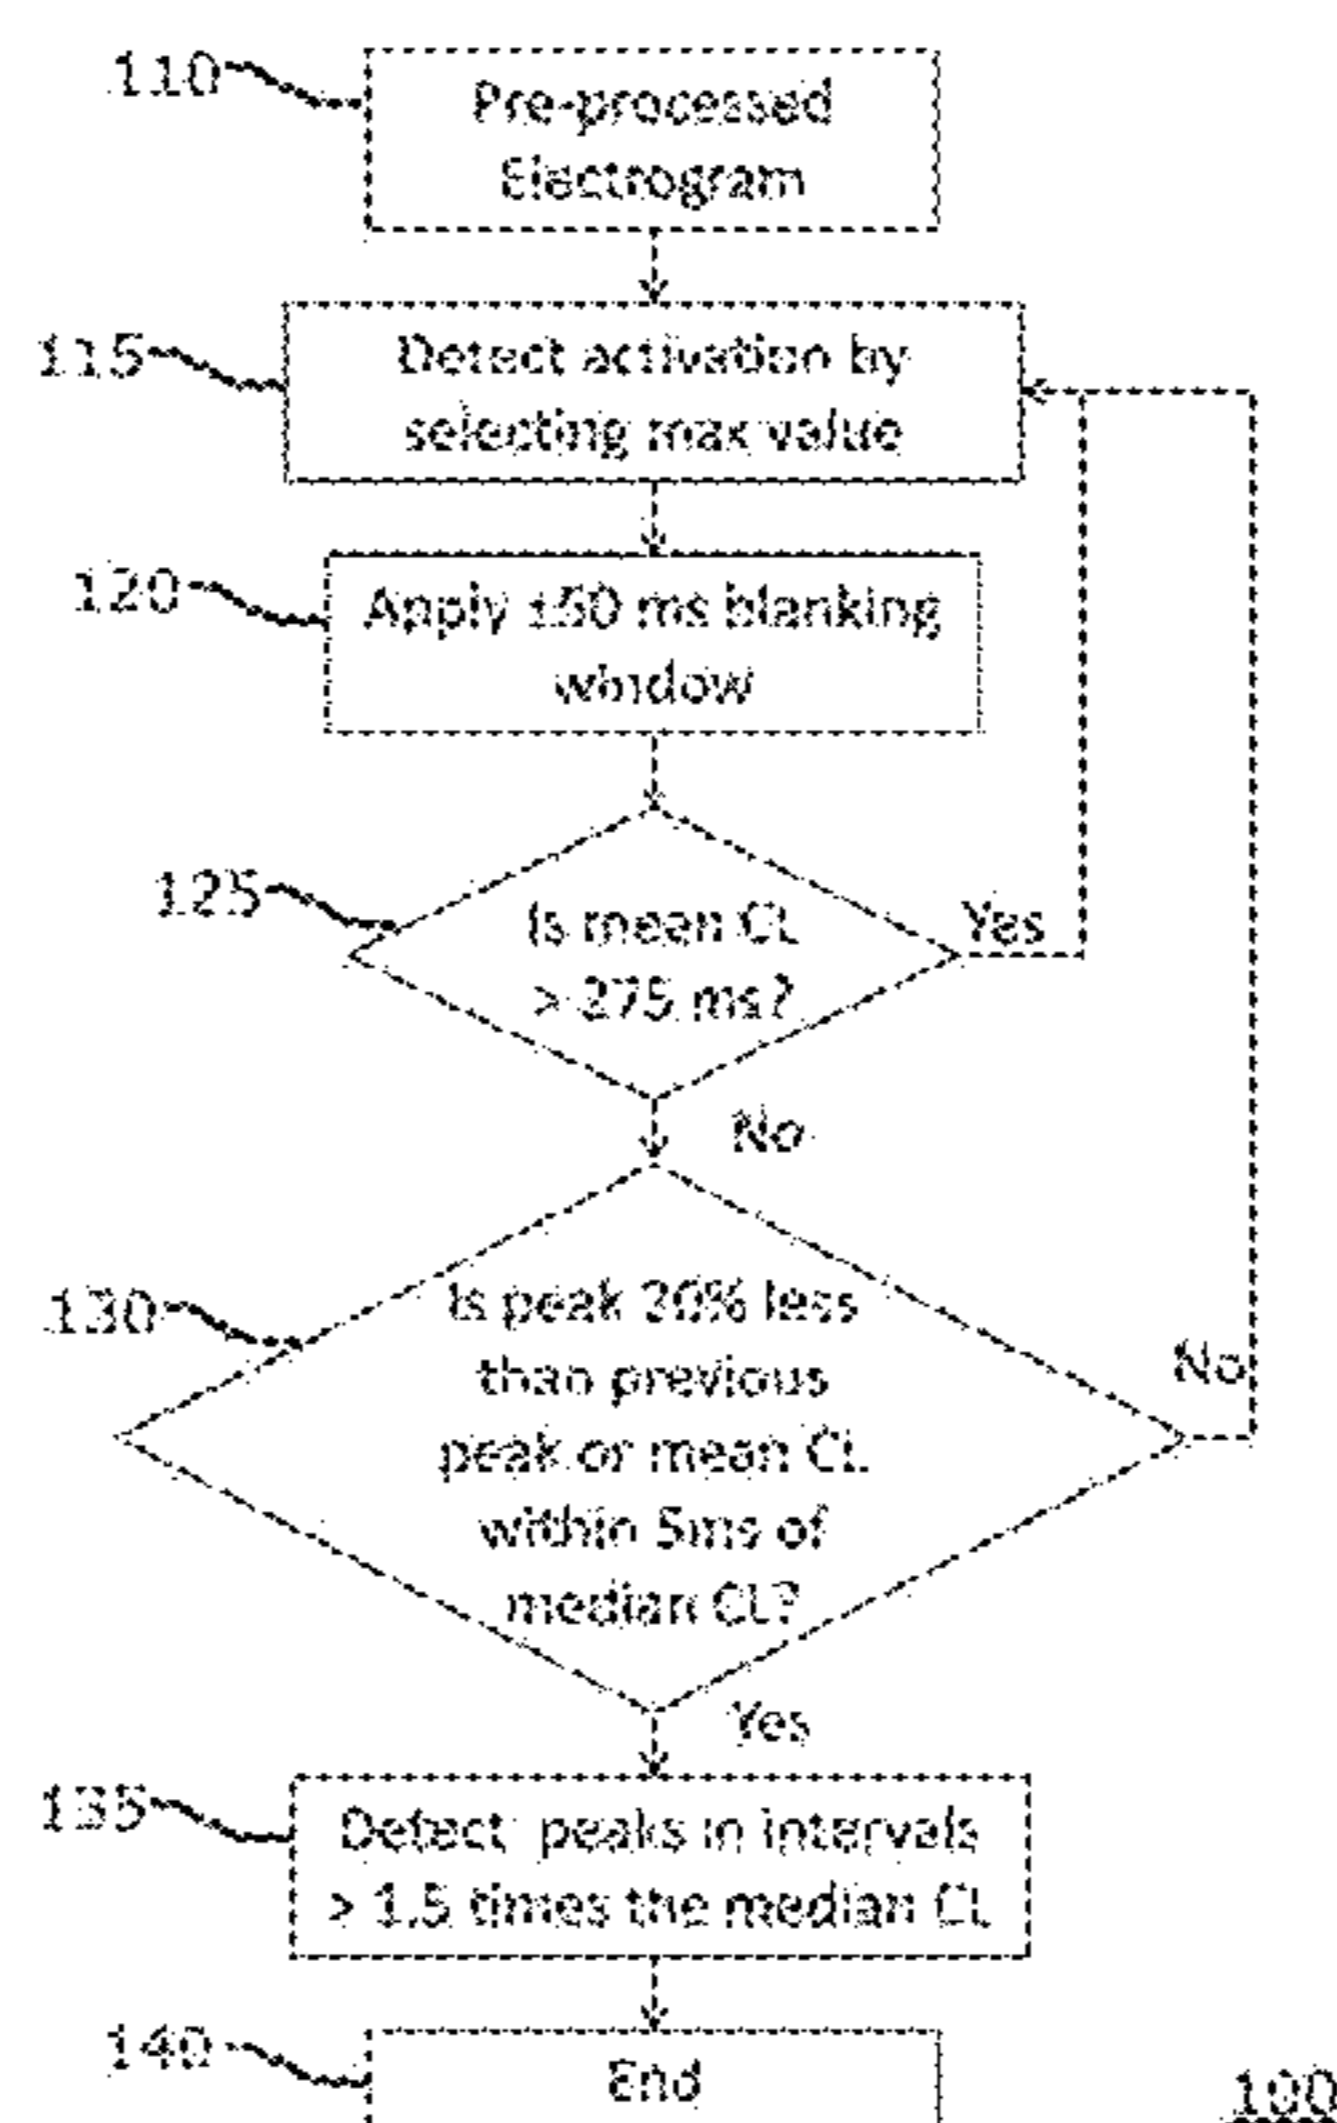 110
Pre-processed
Electrogram
115
Detect activation by
selecting max value
120
Apply ±50 ms blanking
window
125
Is mean CL
> 275 ms?
Yes
No
130
Is peak 20% less
than previous
peak or mean CL
within 5ms of
median CL?
No
Yes
135
Detect peaks in intervals
> 1.5 times the median CL
140
End
100